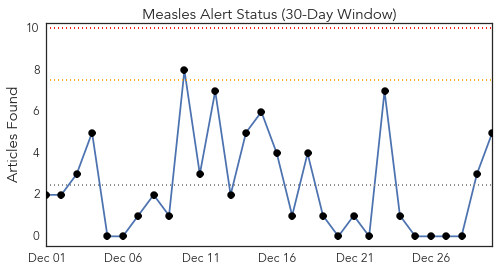 Measles Alert Status (30-Day Window)
Articles Found
10
8
6
4
2
0
Dec 01
Dec 06
Dec 11
Dec 16
Dec 21
Dec 26